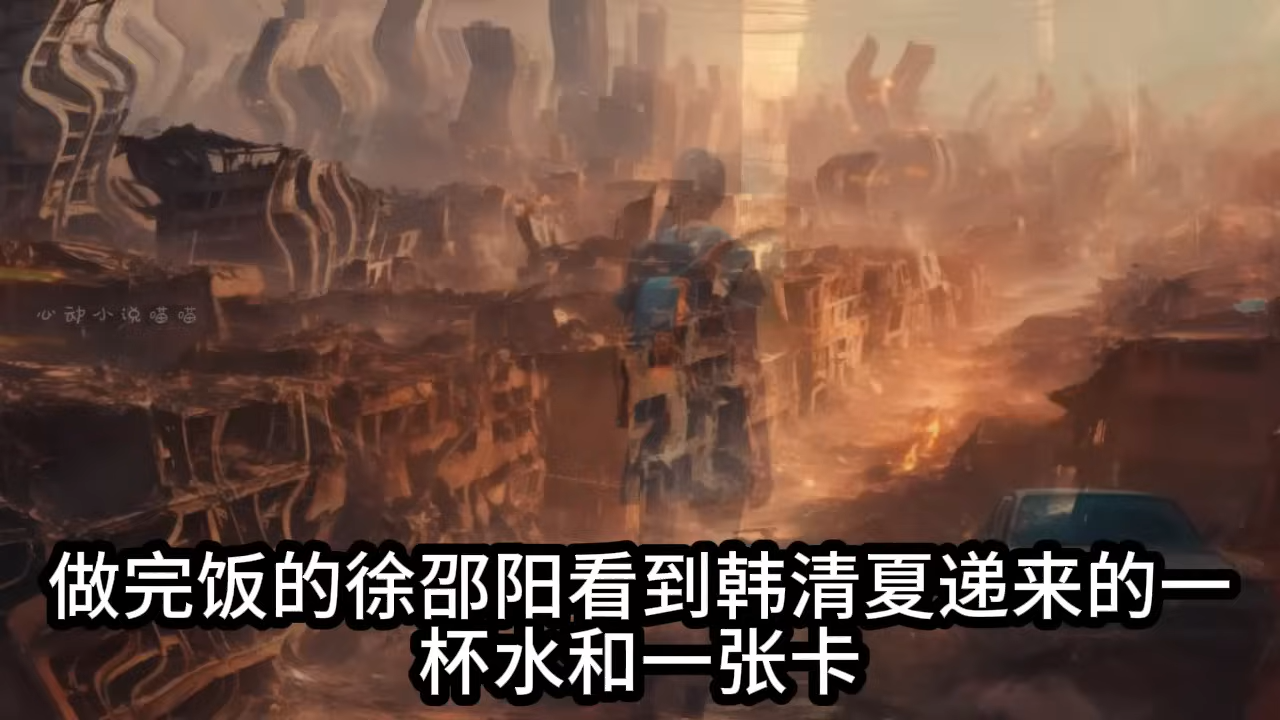 心动小说喵喵
做完饭的徐邵阳看到韩清夏递来的一
杯水和一张卡